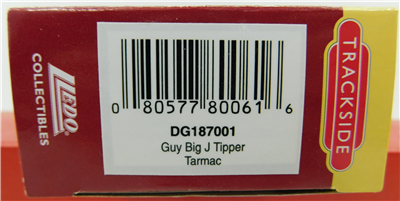 LLEDO
COLLECTIBLES
0 80577 80061 6
DG187001
Guy Big J Tipper
Tarmac
TRACKSIDE